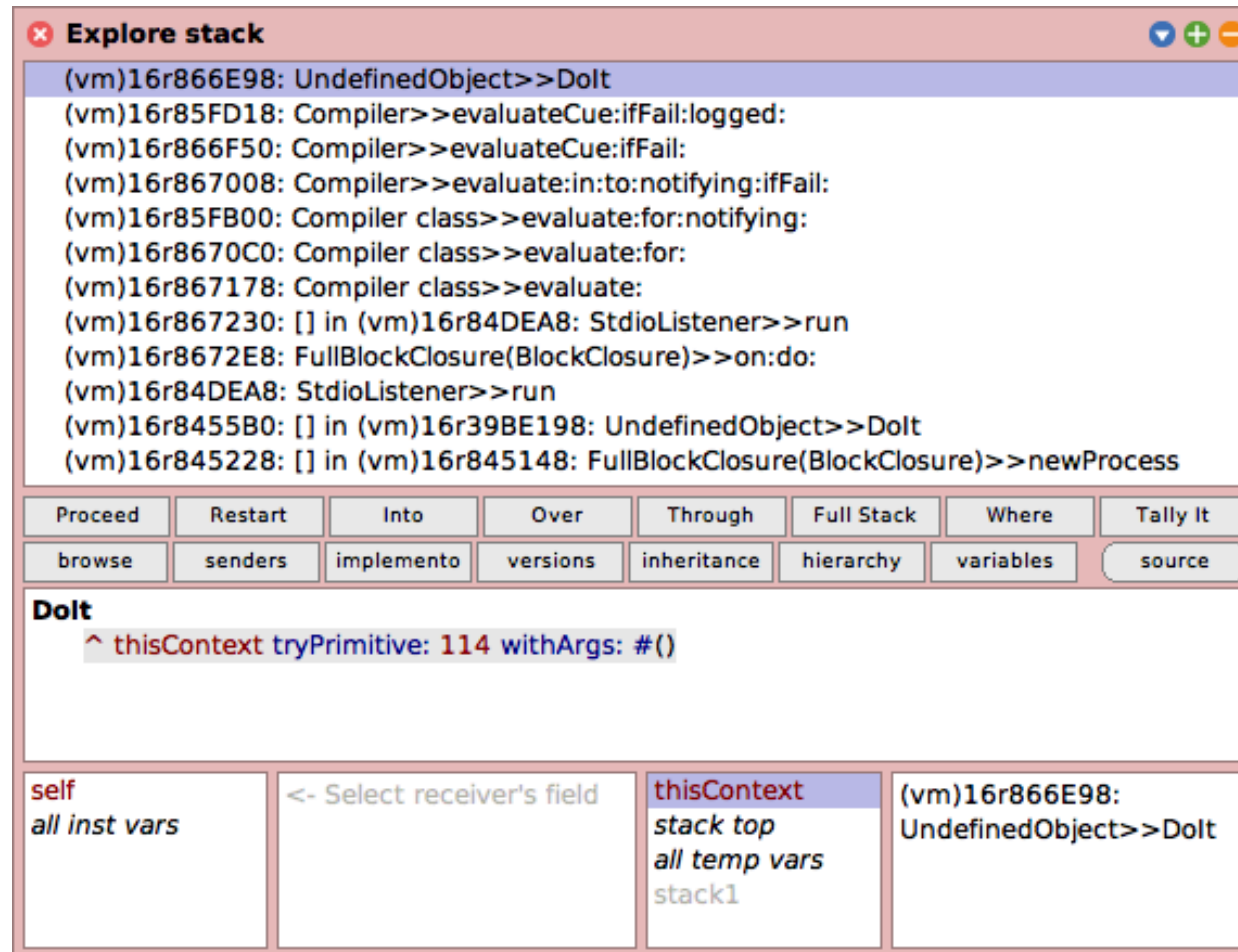 Explore stack
(vm)16r866E98: UndefinedObject>>DoIt
(vm)16r85FD18: Compiler>>evaluateCue:ifFail:logged:
(vm)16r866F50: Compiler>>evaluateCue:ifFail:
(vm)16r867008: Compiler>>evaluate:in:to:notifying:ifFail:
(vm)16r85FB00: Compiler class>>evaluate:for:notifying:
(vm)16r8670C0: Compiler class>>evaluate:for:
(vm)16r867178: Compiler class>>evaluate:
(vm)16r867230: [] in (vm)16r84DEA8: StdioListener>>run
(vm)16r8672E8: FullBlockClosure(BlockClosure)>>on:do:
(vm)16r84DEA8: StdioListener>>run
(vm)16r8455B0: [] in (vm)16r39BE198: UndefinedObject>>DoIt
(vm)16r845228: [] in (vm)16r845148: FullBlockClosure(BlockClosure)>>newProcess
Proceed Restart Into Over Through Full Stack Where Tally It
browse senders implemento versions inheritance hierarchy variables source
DoIt
^ thisContext tryPrimitive: 114 withArgs: #()
self
all inst vars
<- Select receiver's field
thisContext
stack top
all temp vars
stack1
(vm)16r866E98:
UndefinedObject>>DoIt